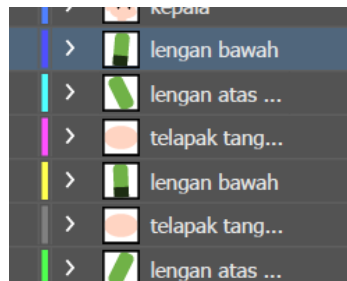 kepala
lengan bawah
lengan atas ...
telapak tang...
lengan bawah
telapak tang...
lengan atas ...